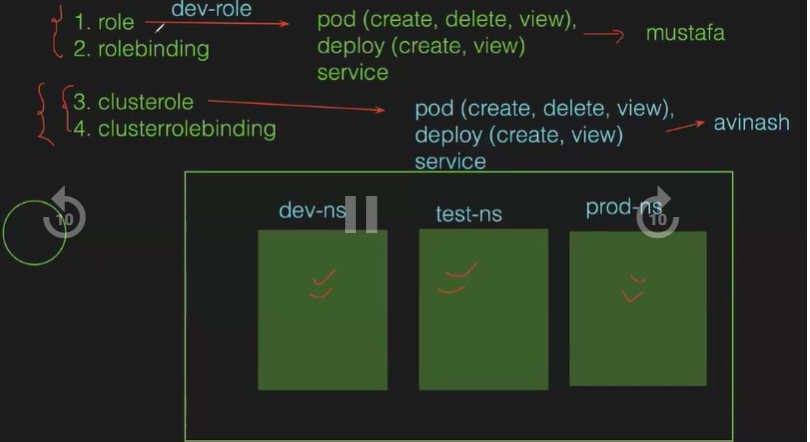 dev-role
1. role
pod (create, delete, view),
mustafa
2. rolebinding
deploy (create, view)
service
3. clusterole
pod (create, delete, view),
avinash
4. clusterrolebinding
deploy (create, view)
service
dev-ns
test-ns
prod-ns
10
10